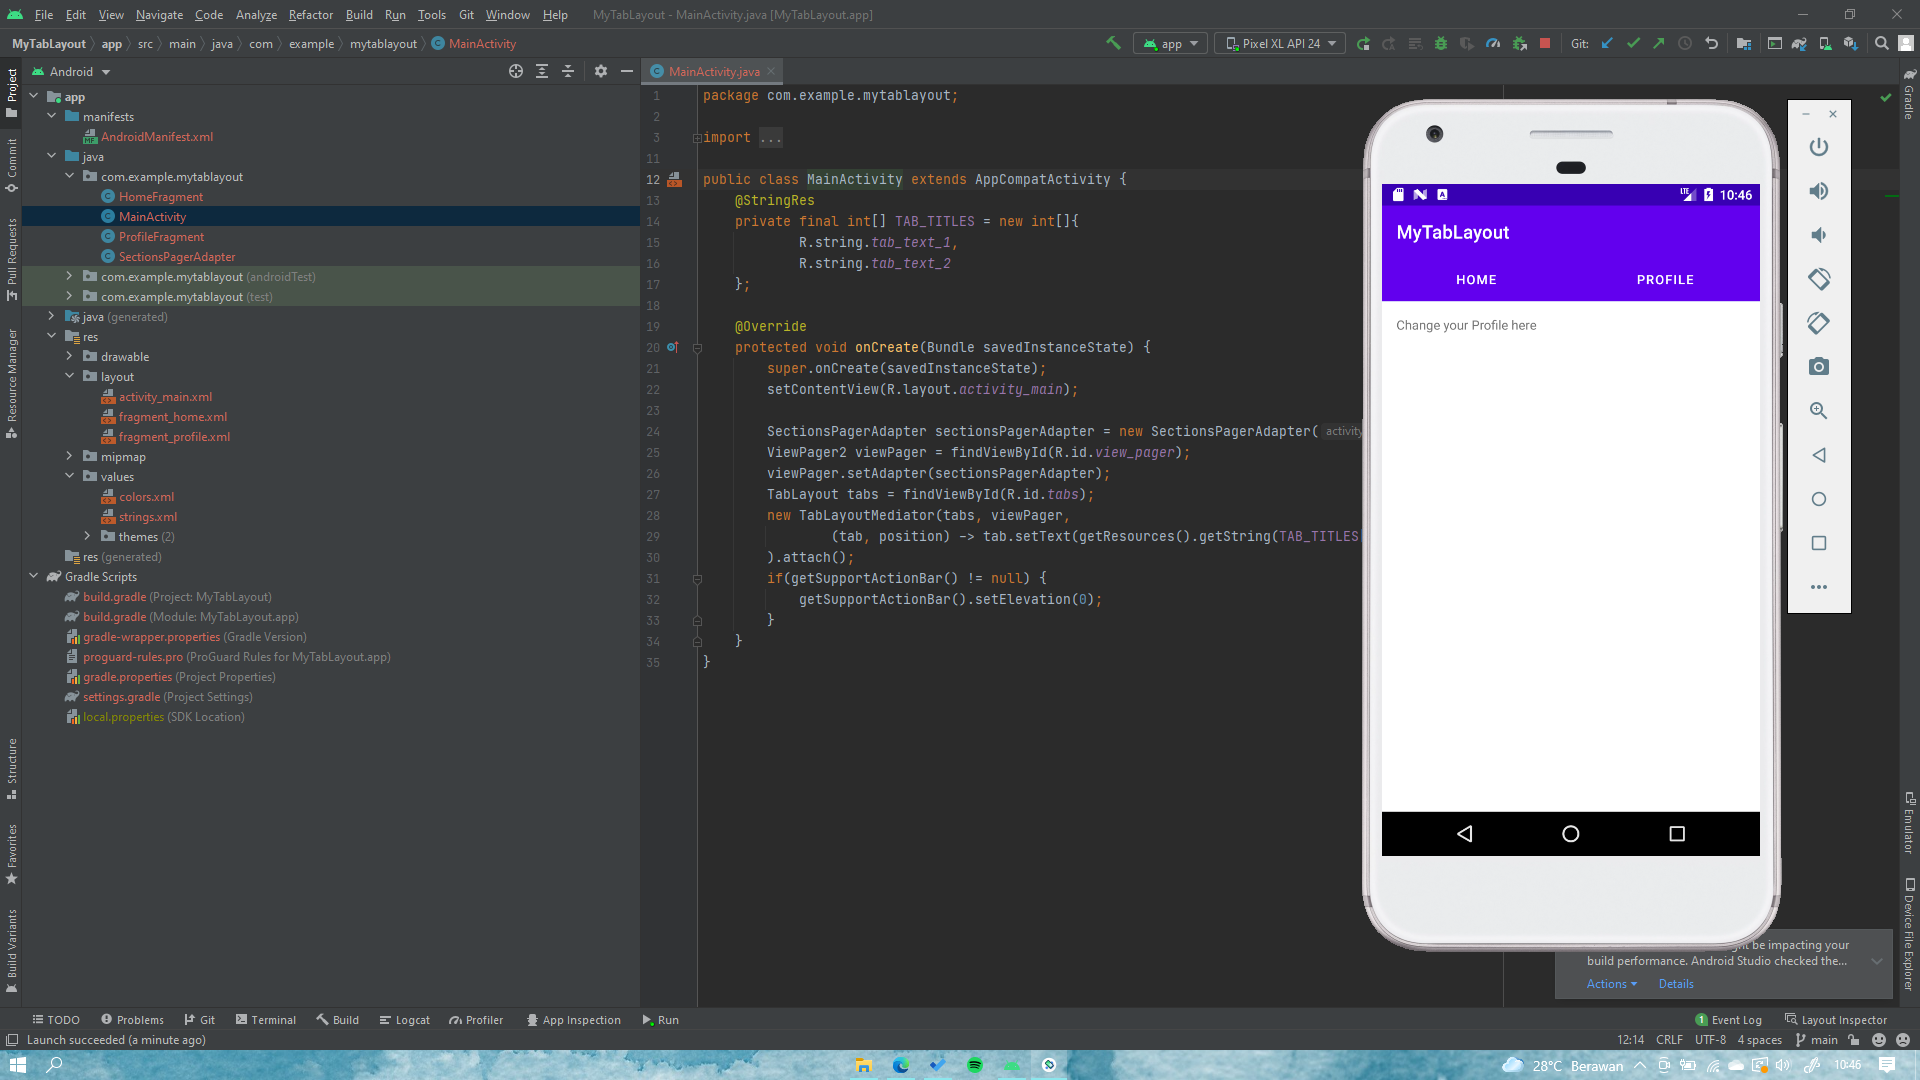 File Edit View Navigate Code Analyze Refactor Build Run Tools Git Window Help MyTabLayout - MainActivity.java [MyTabLayout.app]
MyTabLayout app src main java com example mytablayout MainActivity app Pixel XL API 24 Git:
Android
MainActivity.java
Project
Commit
Pull Requests
Resource Manager
Structure
Favorites
Build Variants
app
manifests
AndroidManifest.xml
java
com.example.mytablayout
HomeFragment
MainActivity
ProfileFragment
SectionsPagerAdapter
com.example.mytablayout (androidTest)
com.example.mytablayout (test)
java (generated)
res
drawable
layout
activity_main.xml
fragment_home.xml
fragment_profile.xml
mipmap
values
colors.xml
strings.xml
themes (2)
res (generated)
Gradle Scripts
build.gradle (Project: MyTabLayout)
build.gradle (Module: MyTabLayout.app)
gradle-wrapper.properties (Gradle Version)
proguard-rules.pro (ProGuard Rules for MyTabLayout.app)
gradle.properties (Project Properties)
settings.gradle (Project Settings)
local.properties (SDK Location)
1 package com.example.mytablayout;
2
3 import ...
11
12 public class MainActivity extends AppCompatActivity {
13 @StringRes
14 private final int[] TAB_TITLES = new int[]{
15 R.string.tab_text_1,
16 R.string.tab_text_2
17 };
18
19 @Override
20 protected void onCreate(Bundle savedInstanceState) {
21 super.onCreate(savedInstanceState);
22 setContentView(R.layout.activity_main);
23
24 SectionsPagerAdapter sectionsPagerAdapter = new SectionsPagerAdapter( activity
25 ViewPager2 viewPager = findViewById(R.id.view_pager);
26 viewPager.setAdapter(sectionsPagerAdapter);
27 TabLayout tabs = findViewById(R.id.tabs);
28 new TabLayoutMediator(tabs, viewPager,
29 (tab, position) -> tab.setText(getResources().getString(TAB_TITLES
30 ).attach();
31 if(getSupportActionBar() != null) {
32 getSupportActionBar().setElevation(0);
33 }
34 }
35 }
LTE 10:46
MyTabLayout
HOME PROFILE
Change your Profile here
Gradle
Emulator
Device File Explorer
be impacting your
build performance. Android Studio checked the...
Actions Details
TODO Problems Git Terminal Build Logcat Profiler App Inspection Run 1 Event Log Layout Inspector
Launch succeeded (a minute ago) 12:14 CRLF UTF-8 4 spaces main
28°C Berawan 10:46